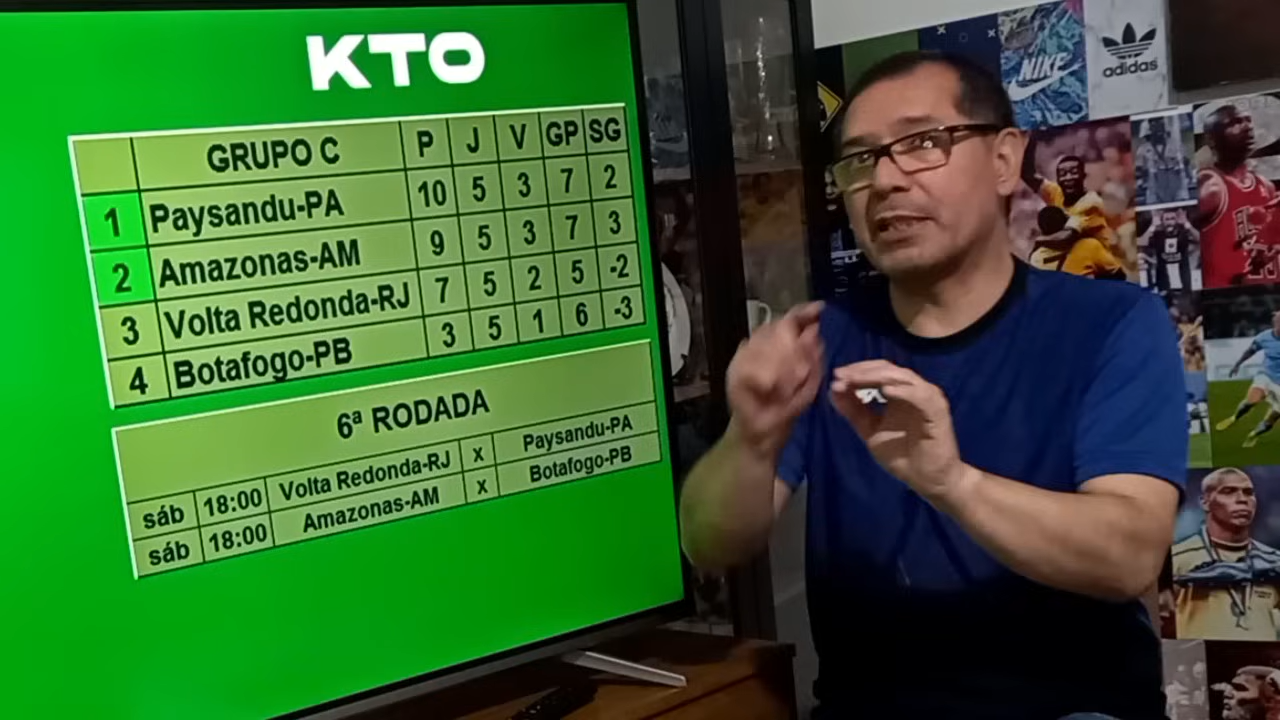 KTO
GRUPO C P J V GP SG
1 Paysandu-PA 10 5 3 7 2
2 Amazonas-AM 9 5 3 7 3
3 Volta Redonda-RJ 7 5 2 5 -2
4 Botafogo-PB 3 5 1 6 -3
6ª RODADA
sáb 18:00 Volta Redonda-RJ x Paysandu-PA
sáb 18:00 Amazonas-AM x Botafogo-PB
NIKE
adidas